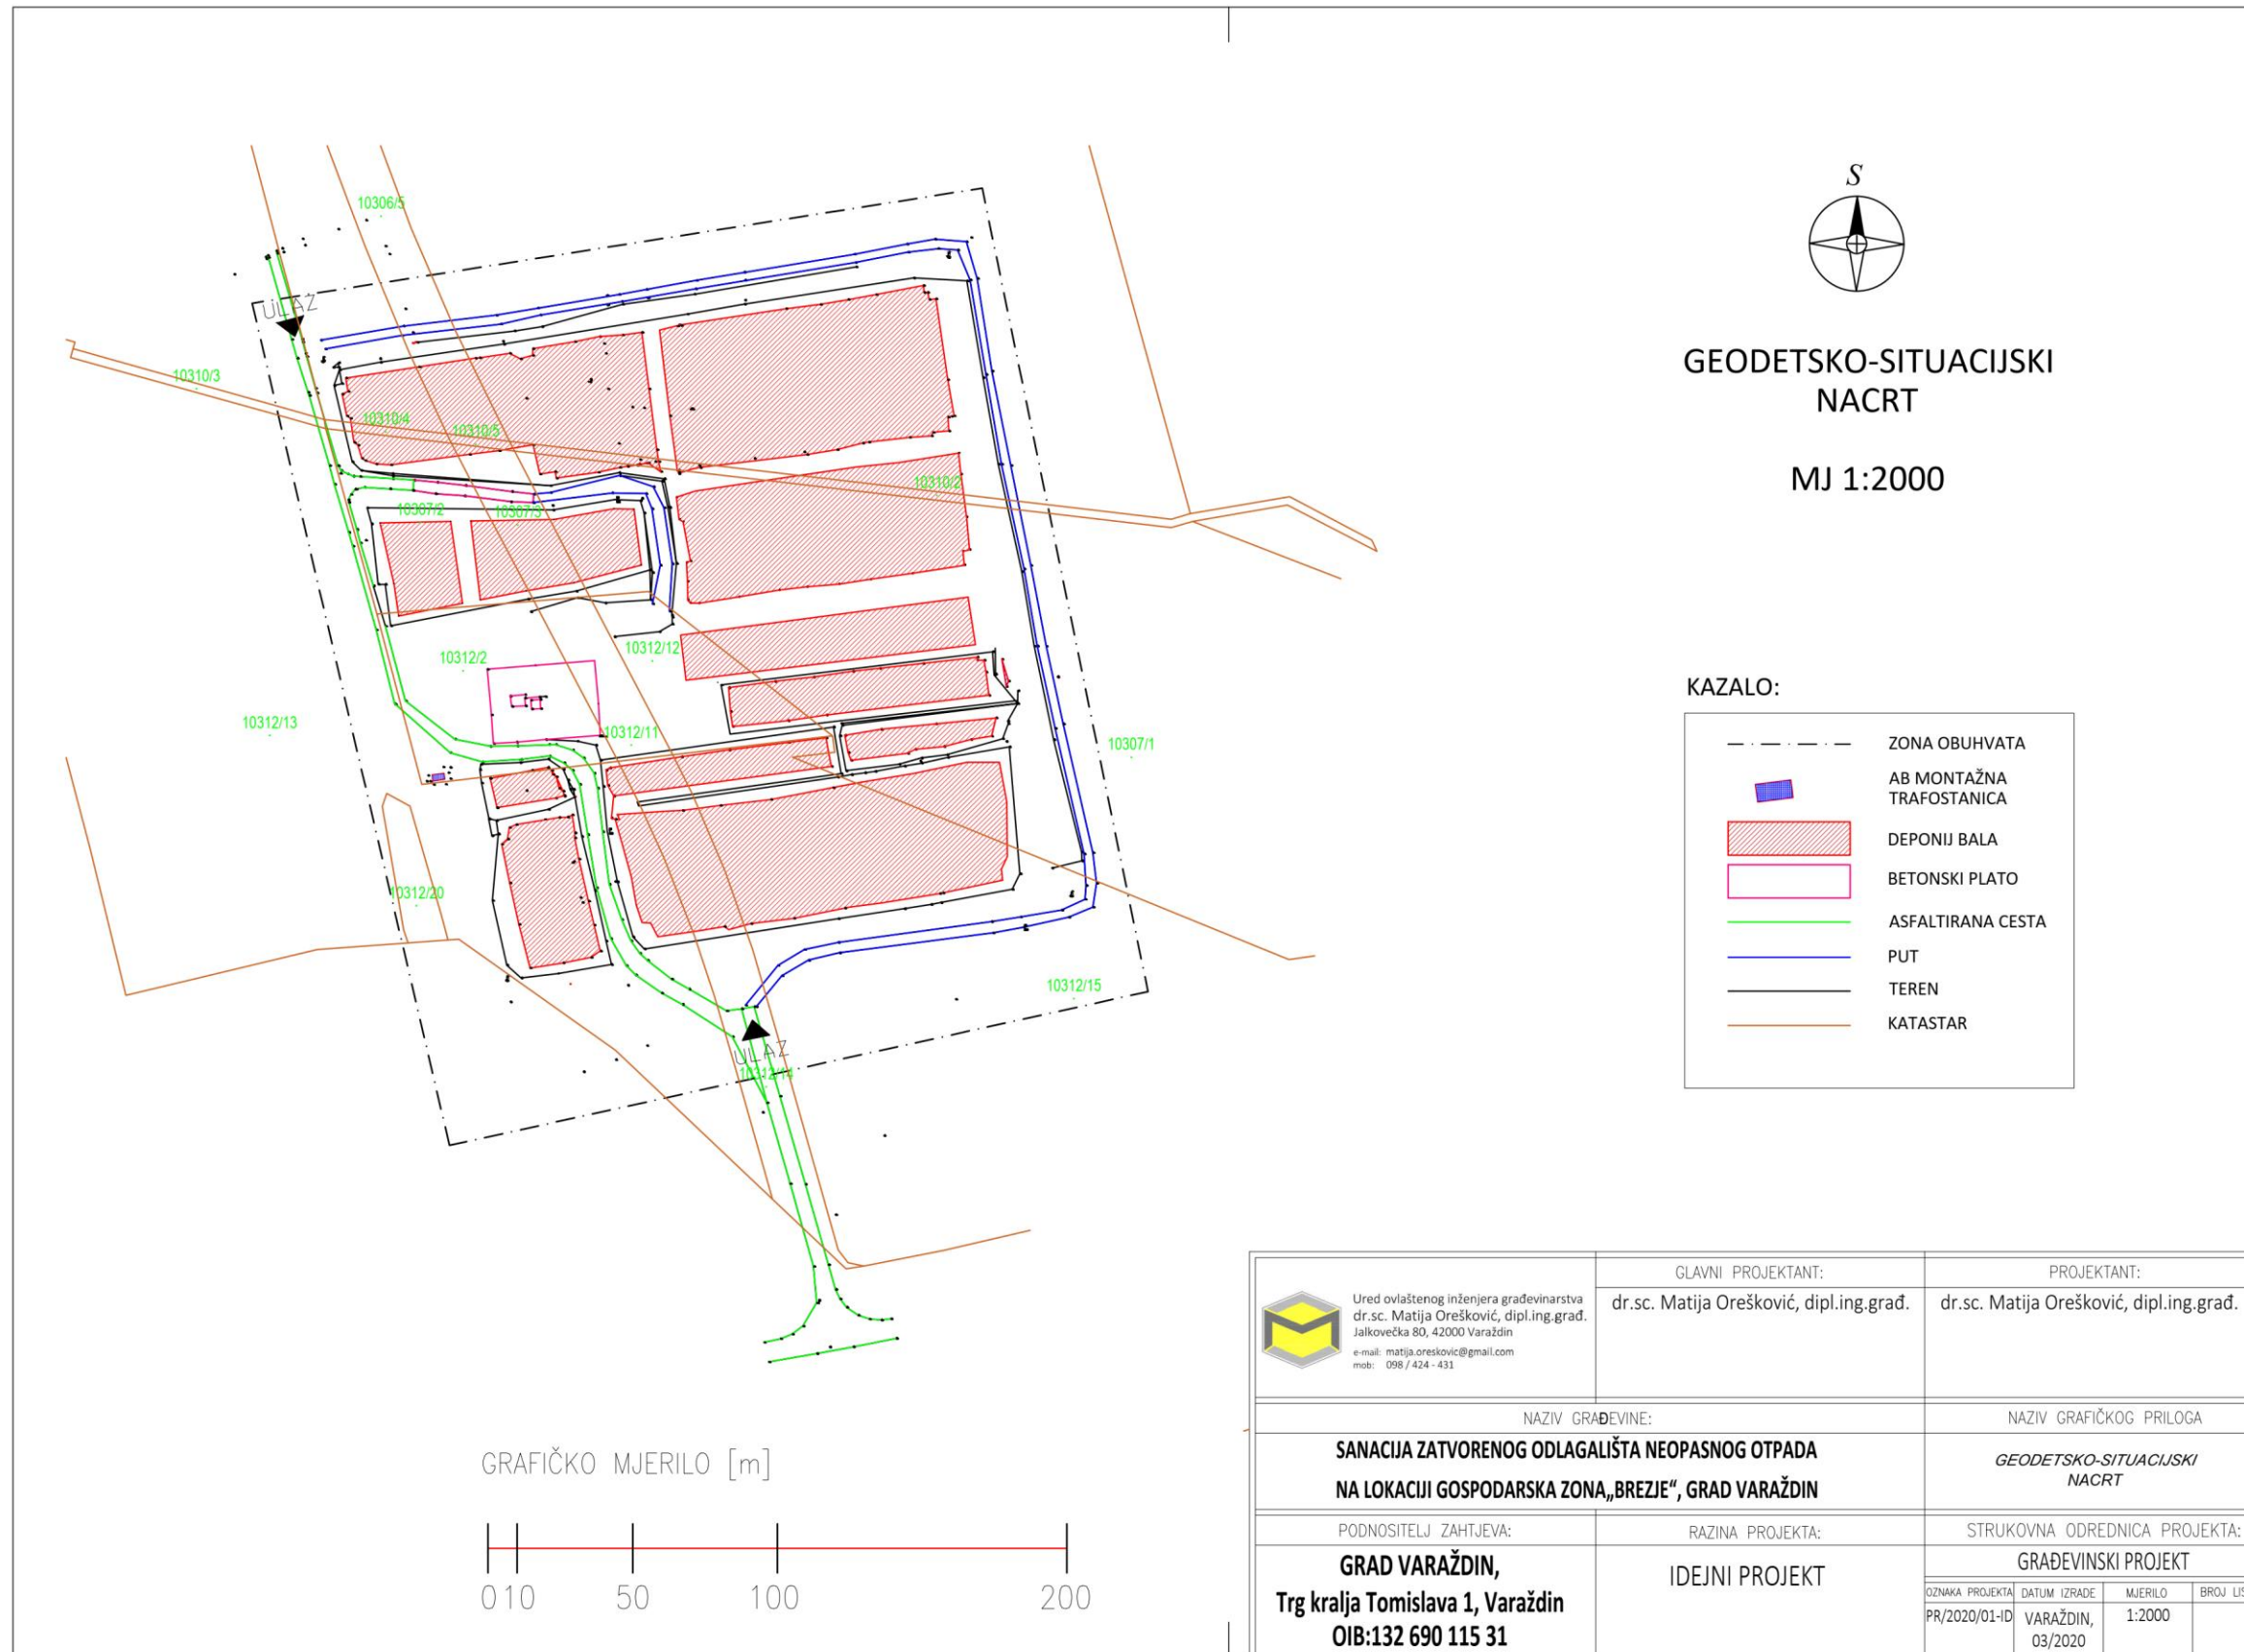 10306/5
ULAZ
10310/3
10310/4
10310/5
10310/2
10307/2
10307/3
10312/2
10312/12
10312/13
10312/11
10307/1
10312/20
10312/15
ULAZ
10312/14
S
GEODETSKO-SITUACIJSKI
NACRT
MJ 1:2000
KAZALO:
ZONA OBUHVATA
AB MONTAŽNA
TRAFOSTANICA
DEPONIJ BALA
BETONSKI PLATO
ASFALTIRANA CESTA
PUT
TEREN
KATASTAR
GRAFIČKO MJERILO [m]
0 10 50 100 200
Ured ovlaštenog inženjera građevinarstva
dr.sc. Matija Orešković, dipl.ing.građ.
Jalkovečka 80, 42000 Varaždin
e-mail: matija.oreskovic@gmail.com
mob: 098 / 424 - 431
GLAVNI PROJEKTANT:
dr.sc. Matija Orešković, dipl.ing.građ.
PROJEKTANT:
dr.sc. Matija Orešković, dipl.ing.građ.
NAZIV GRAĐEVINE:
SANACIJA ZATVORENOG ODLAGALIŠTA NEOPASNOG OTPADA
NA LOKACIJI GOSPODARSKA ZONA„BREZJE“, GRAD VARAŽDIN
NAZIV GRAFIČKOG PRILOGA
GEODETSKO-SITUACIJSKI
NACRT
PODNOSITELJ ZAHTJEVA:
GRAD VARAŽDIN,
Trg kralja Tomislava 1, Varaždin
OIB:132 690 115 31
RAZINA PROJEKTA:
IDEJNI PROJEKT
STRUKOVNA ODREDNICA PROJEKTA:
GRAĐEVINSKI PROJEKT
OZNAKA PROJEKTA DATUM IZRADE MJERILO BROJ
PR/2020/01-ID VARAŽDIN, 1:2000
03/2020